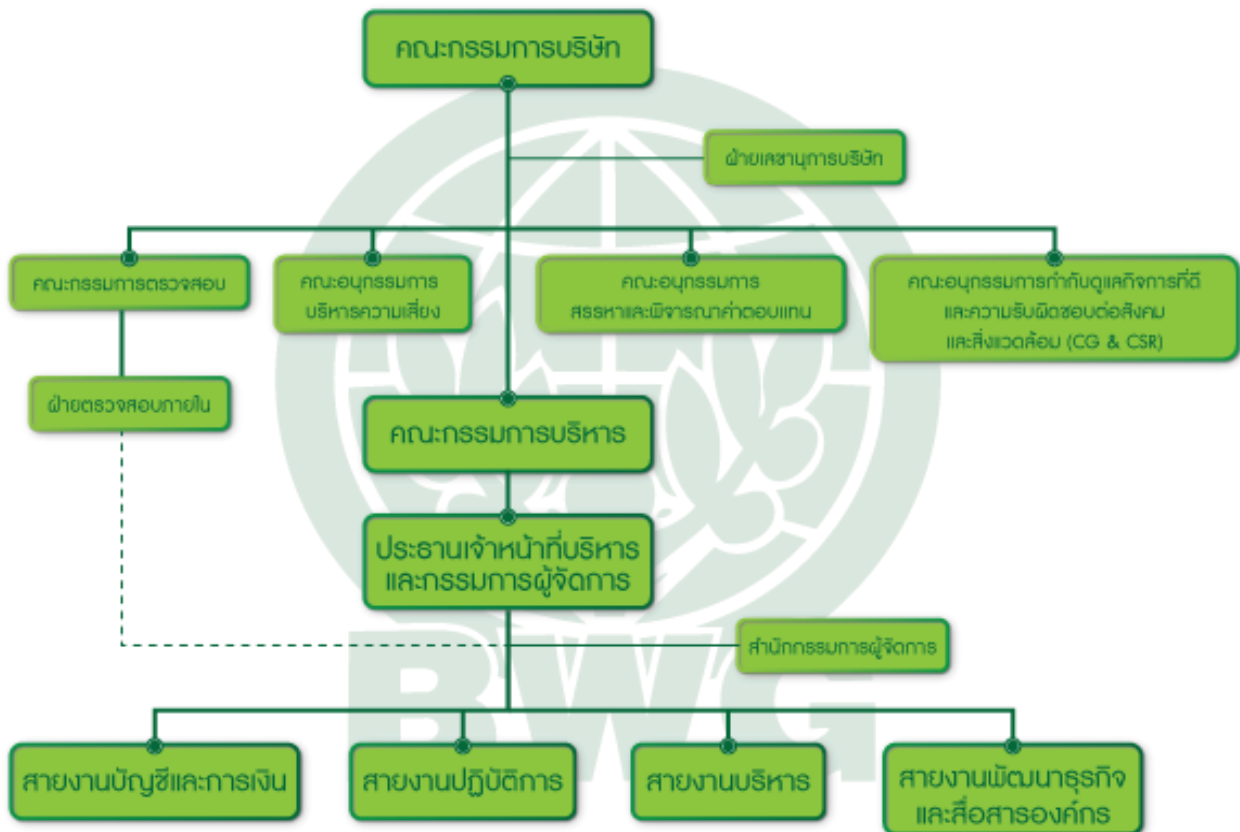 คณะกรรมการบริษัท
ฝ่ายเลขานุการบริษัท
คณะกรรมการตรวจสอบ
คณะอนุกรรมการ
บริหารความเสี่ยง
คณะอนุกรรมการ
สรรหาและพิจารณาค่าตอบแทน
คณะอนุกรรมการกำกับดูแลกิจการที่ดี
และความรับผิดชอบต่อสังคม
และสิ่งแวดล้อม (CG & CSR)
ฝ่ายตรวจสอบภายใน
คณะกรรมการบริหาร
ประธานเจ้าหน้าที่บริหาร
และกรรมการผู้จัดการ
สำนักกรรมการผู้จัดการ
BWG
สายงานบัญชีและการเงิน
สายงานปฏิบัติการ
สายงานบริหาร
สายงานพัฒนาธุรกิจ
และสื่อสารองค์กร